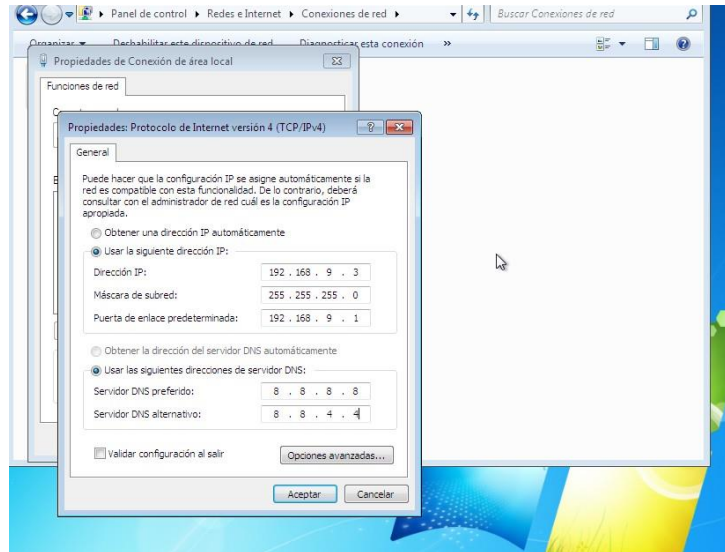 Panel de control ▸ Redes e Internet ▸ Conexiones de red ▸
Buscar Conexiones de red
Organizar Deshabilitar este dispositivo de red Diagnosticar esta conexión »
Propiedades de Conexión de área local
Funciones de red
Propiedades: Protocolo de Internet versión 4 (TCP/IPv4)
General
Puede hacer que la configuración IP se asigne automáticamente si la
red es compatible con esta funcionalidad. De lo contrario, deberá
consultar con el administrador de red cuál es la configuración IP
apropiada.
Obtener una dirección IP automáticamente
Usar la siguiente dirección IP:
Dirección IP: 192 . 168 . 9 . 3
Máscara de subred: 255 . 255 . 255 . 0
Puerta de enlace predeterminada: 192 . 168 . 9 . 1
Obtener la dirección del servidor DNS automáticamente
Usar las siguientes direcciones de servidor DNS:
Servidor DNS preferido: 8 . 8 . 8 . 8
Servidor DNS alternativo: 8 . 8 . 4 . 4
Validar configuración al salir
Opciones avanzadas...
Aceptar Cancelar